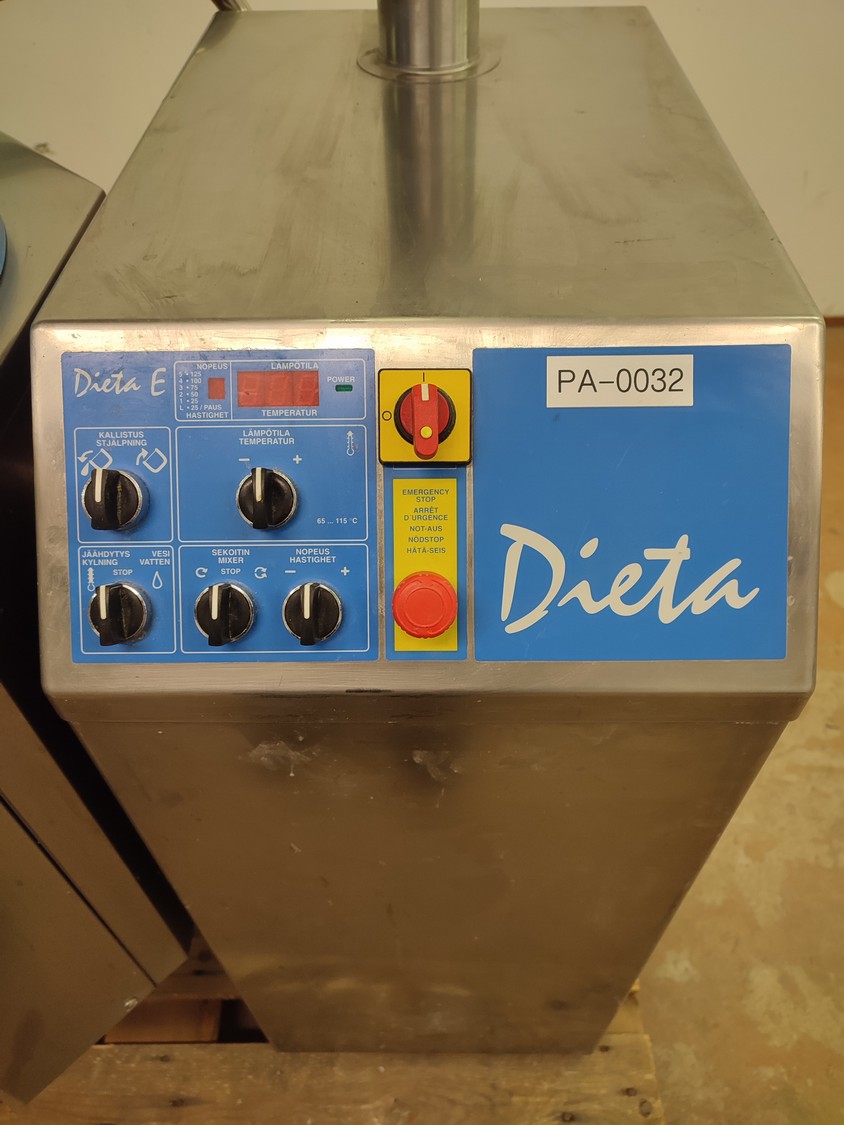 Dieta E
NOPEUS
5 • 125
4 • 100
3 • 75
2 • 50
1 • 25
L • 25 / PAUS
HASTIGHET
LÄMPÖTILA
TEMPERATUR
POWER
KALLISTUS
STJÄLPNING
LÄMPÖTILA
TEMPERATUR
− +
65 ... 115 °C
JÄÄHDYTYS VESI
KYLNING VATTEN
STOP
SEKOITIN
MIXER
STOP
NOPEUS
HASTIGHET
− +
I
O
EMERGENCY
STOP
ARRÊT
D'URGENCE
NOT-AUS
NÖDSTOP
HÄTÄ-SEIS
PA-0032
Dieta